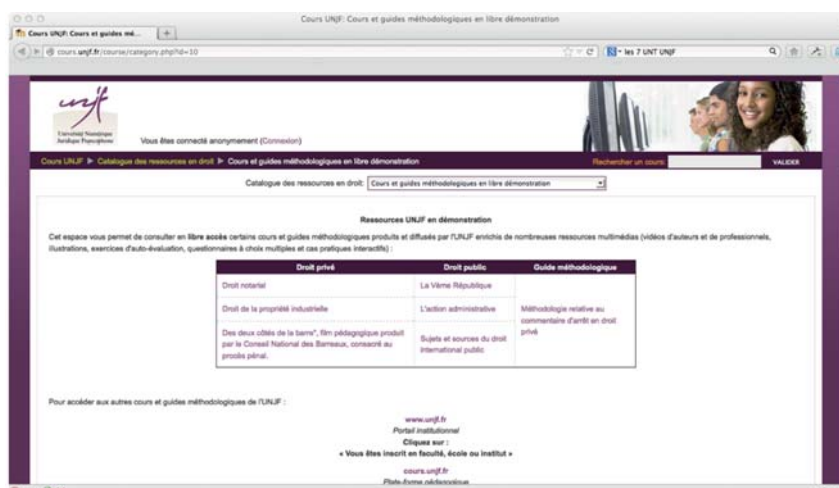 Cours UNJF: Cours et guides méthodologiques en libre démonstration
Cours UNJF: Cours et guides mé...
cours.unjf.fr/course/category.php?id=10
les 7 UNT UNJF
unjf
Université Numérique
Juridique Francophone
Vous êtes connecté anonymement (Connexion)
Cours UNJF ► Catalogue des ressources en droit ► Cours et guides méthodologiques en libre démonstration
Rechercher un cours:
VALIDER
Catalogue des ressources en droit: Cours et guides méthodologiques en libre démonstration
Ressources UNJF en démonstration
Cet espace vous permet de consulter en libre accès certains cours et guides méthodologiques produits et diffusés par l'UNJF enrichis de nombreuses ressources multimédias (vidéos d'auteurs et de professionnels,
illustrations, exercices d'auto-évaluation, questionnaires à choix multiples et cas pratiques interactifs) :
Droit privé Droit public Guide méthodologique
Droit notarial
La Vème République
Droit de la propriété industrielle
L'action administrative
Des deux côtés de la barre", film pédagogique produit
par le Conseil National des Barreaux, consacré au
procès pénal.
Sujets et sources du droit
international public
Méthodologie relative au
commentaire d'arrêt en droit
privé
Pour accéder aux autres cours et guides méthodologiques de l'UNJF :
www.unjf.fr
Portail institutionnel
Cliquez sur :
« Vous êtes inscrit en faculté, école ou institut »
cours.unjf.fr
Plate-forme pédagogique